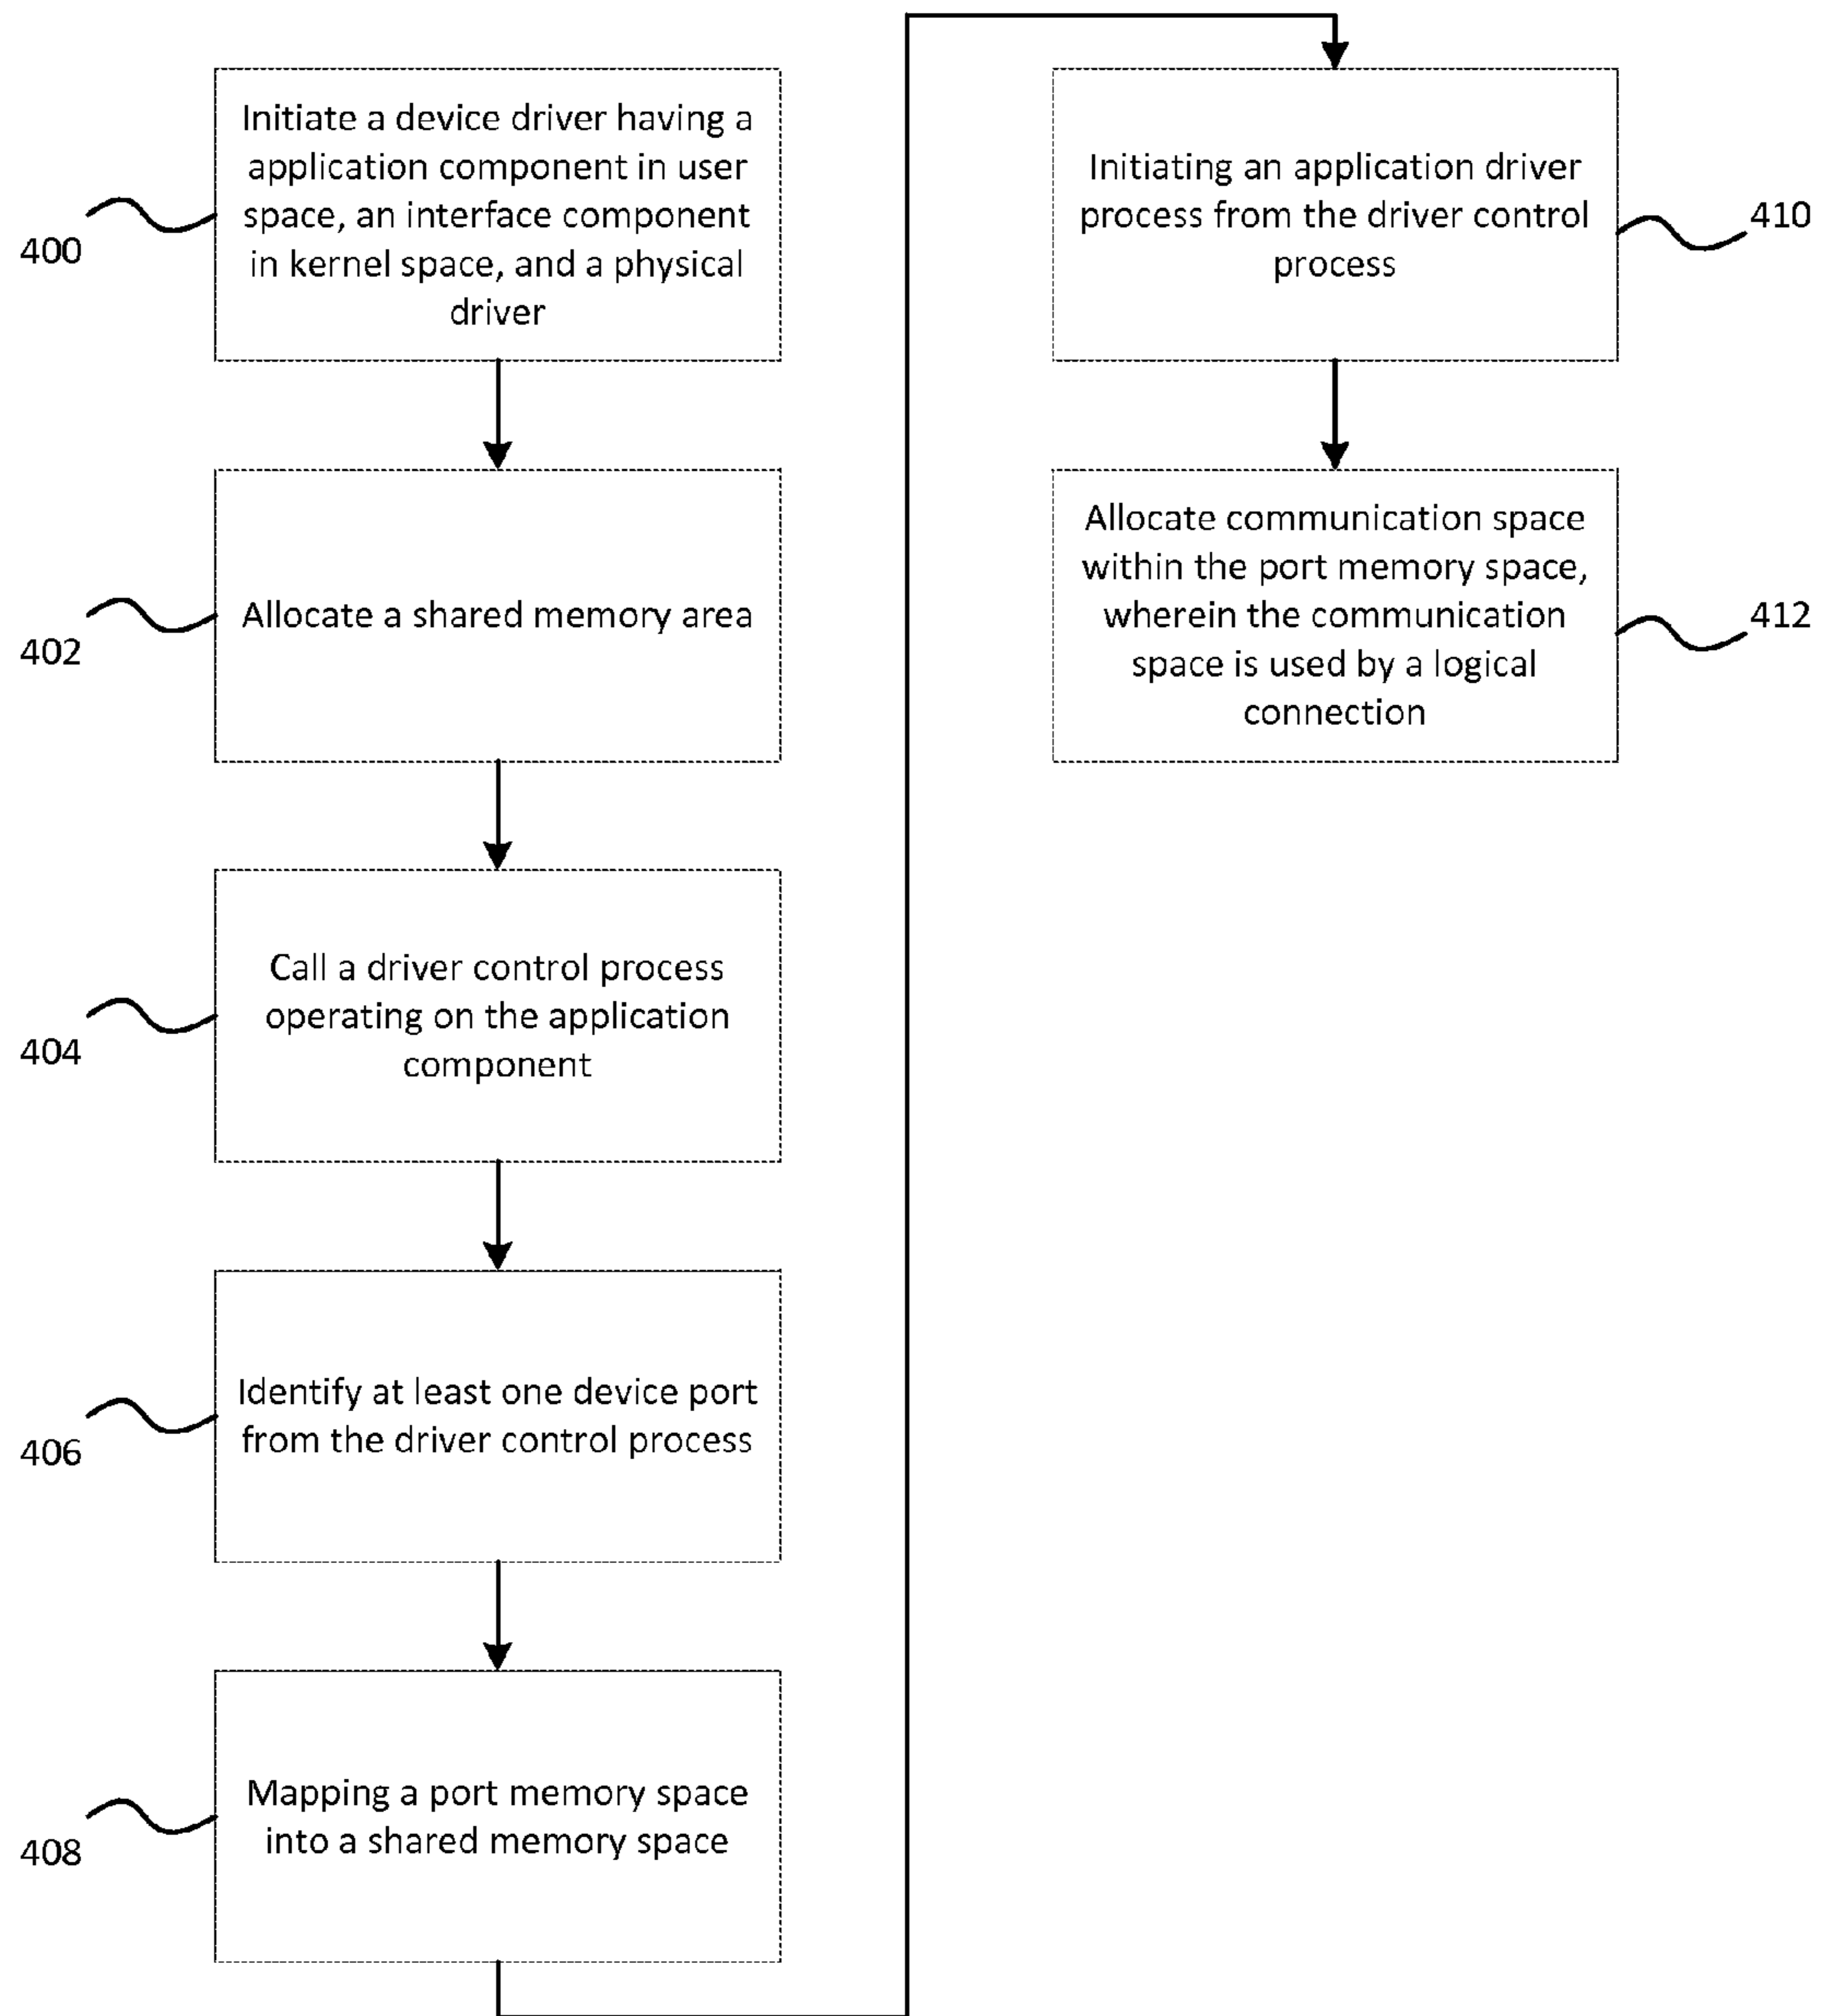 Initiate a device driver having a
application component in user
space, an interface component
in kernel space, and a physical
driver
400
Allocate a shared memory area
402
Call a driver control process
operating on the application
component
404
Identify at least one device port
from the driver control process
406
Mapping a port memory space
into a shared memory space
408
Initiating an application driver
process from the driver control
process
410
Allocate communication space
within the port memory space,
wherein the communication
space is used by a logical
connection
412